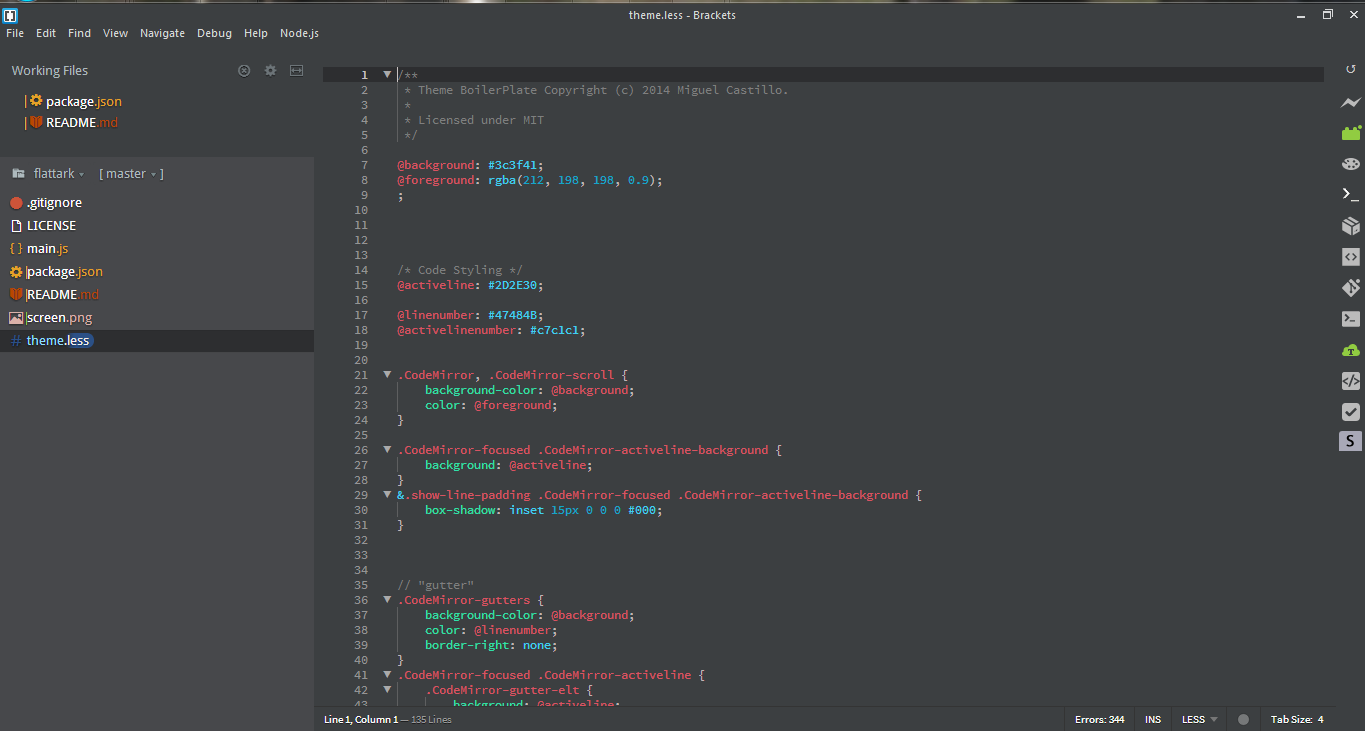 theme.less - Brackets
File Edit Find View Navigate Debug Help Node.js
Working Files
package.json
README.md
flattark [ master ]
.gitignore
LICENSE
{ } main.js
package.json
README.md
screen.png
# theme.less
1 /**
2 * Theme BoilerPlate Copyright (c) 2014 Miguel Castillo.
3 *
4 * Licensed under MIT
5 */
6
7 @background: #3c3f41;
8 @foreground: rgba(212, 198, 198, 0.9);
9 ;
10
11
12
13
14 /* Code Styling */
15 @activeline: #2D2E30;
16
17 @linenumber: #47484B;
18 @activelinenumber: #c7c1c1;
19
20
21 .CodeMirror, .CodeMirror-scroll {
22 background-color: @background;
23 color: @foreground;
24 }
25
26 .CodeMirror-focused .CodeMirror-activeline-background {
27 background: @activeline;
28 }
29 &.show-line-padding .CodeMirror-focused .CodeMirror-activeline-background {
30 box-shadow: inset 15px 0 0 0 #000;
31 }
32
33
34
35 // "gutter"
36 .CodeMirror-gutters {
37 background-color: @background;
38 color: @linenumber;
39 border-right: none;
40 }
41 .CodeMirror-focused .CodeMirror-activeline {
42 .CodeMirror-gutter-elt {
43 background: @activeline;
T
S
Line 1, Column 1 — 135 Lines
Errors: 344 INS LESS Tab Size: 4